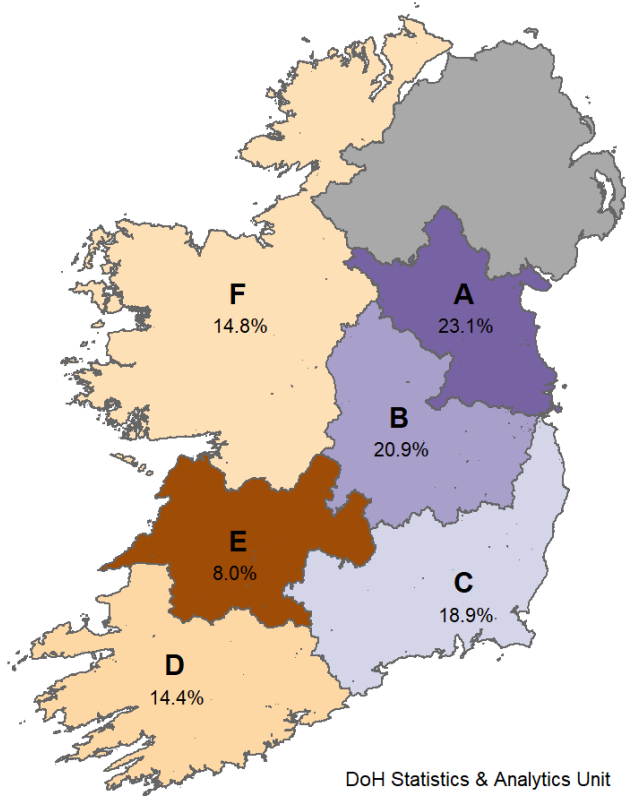 F
14.8%
A
23.1%
B
20.9%
E
8.0%
C
18.9%
D
14.4%
DoH Statistics & Analytics Unit